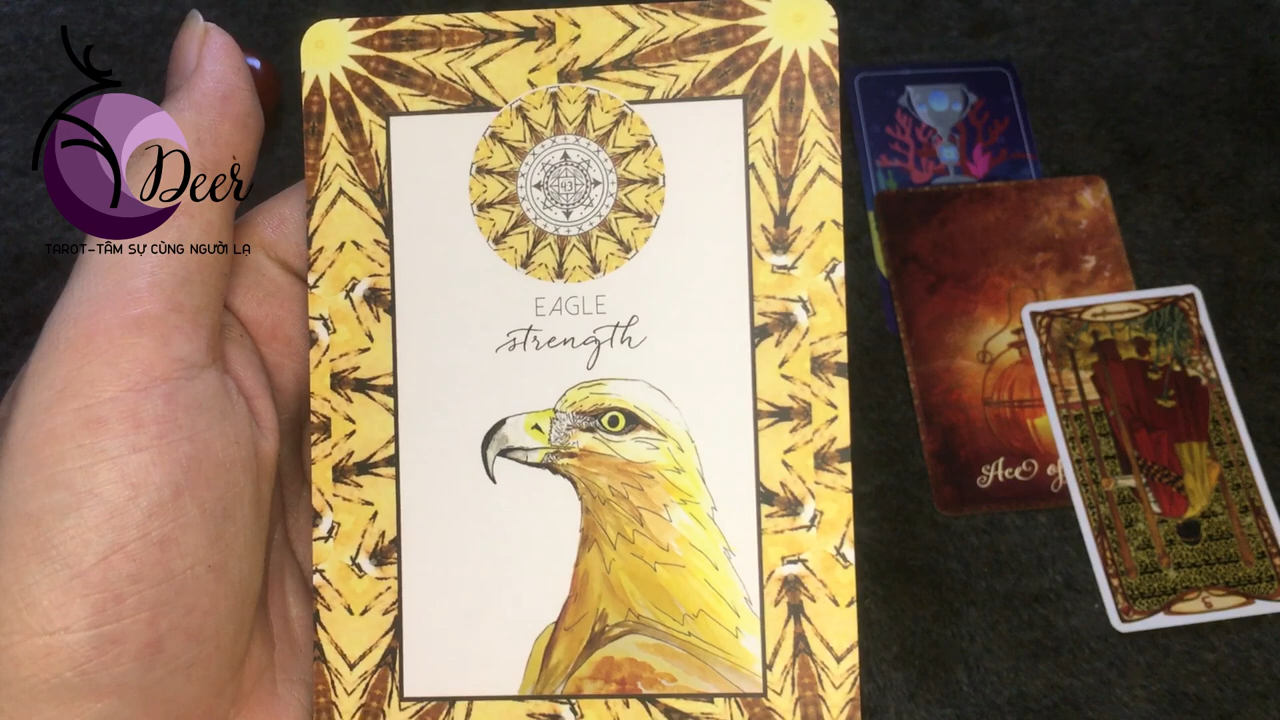 Deer
TAROT-TÂM SỰ CÙNG NGƯỜI LẠ
43
EAGLE
strength
Ace of